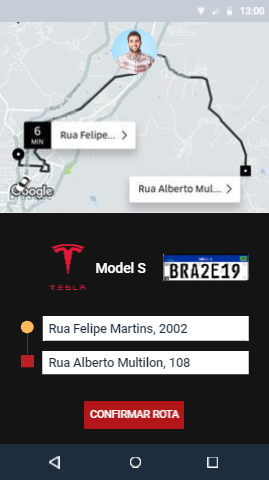 13:00
6
MIN
Rua Felipe...
Rua Alberto Mul...
Google
TESLA
Model S
BRA2E19
Rua Felipe Martins, 2002
Rua Alberto Multilon, 108
CONFIRMAR ROTA